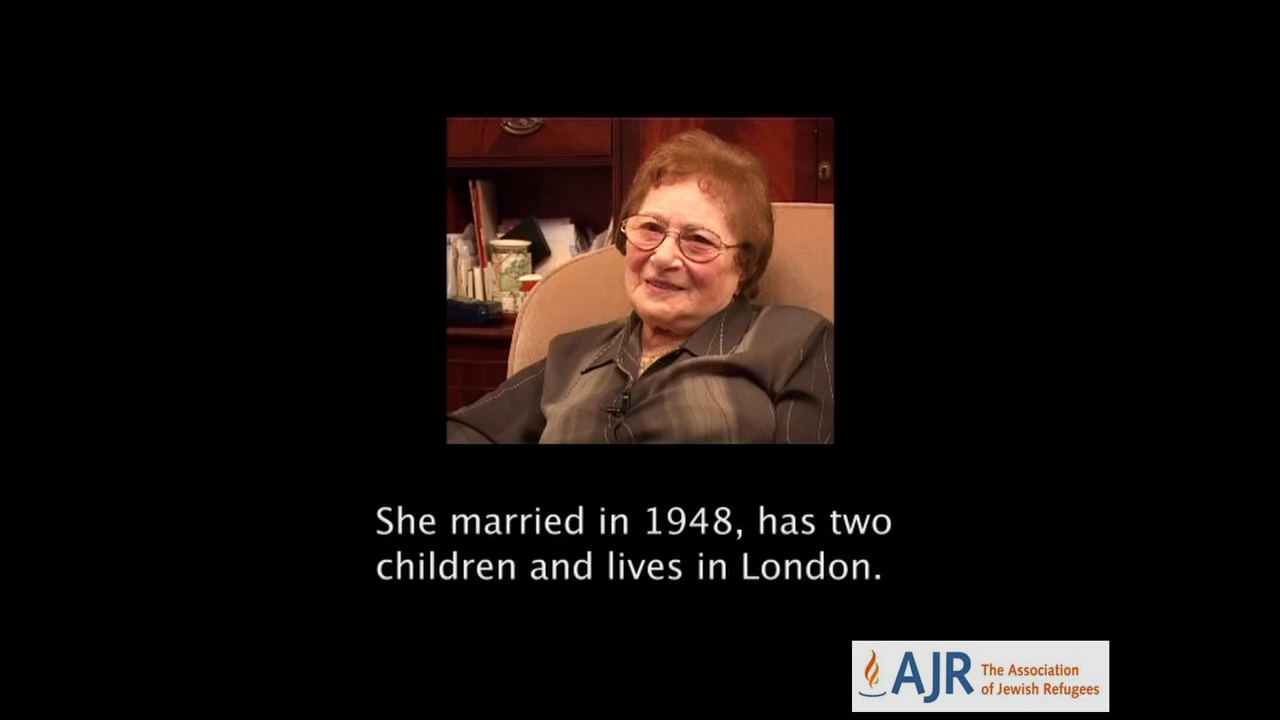 She married in 1948, has two
children and lives in London.
AJR The Association
of Jewish Refugees